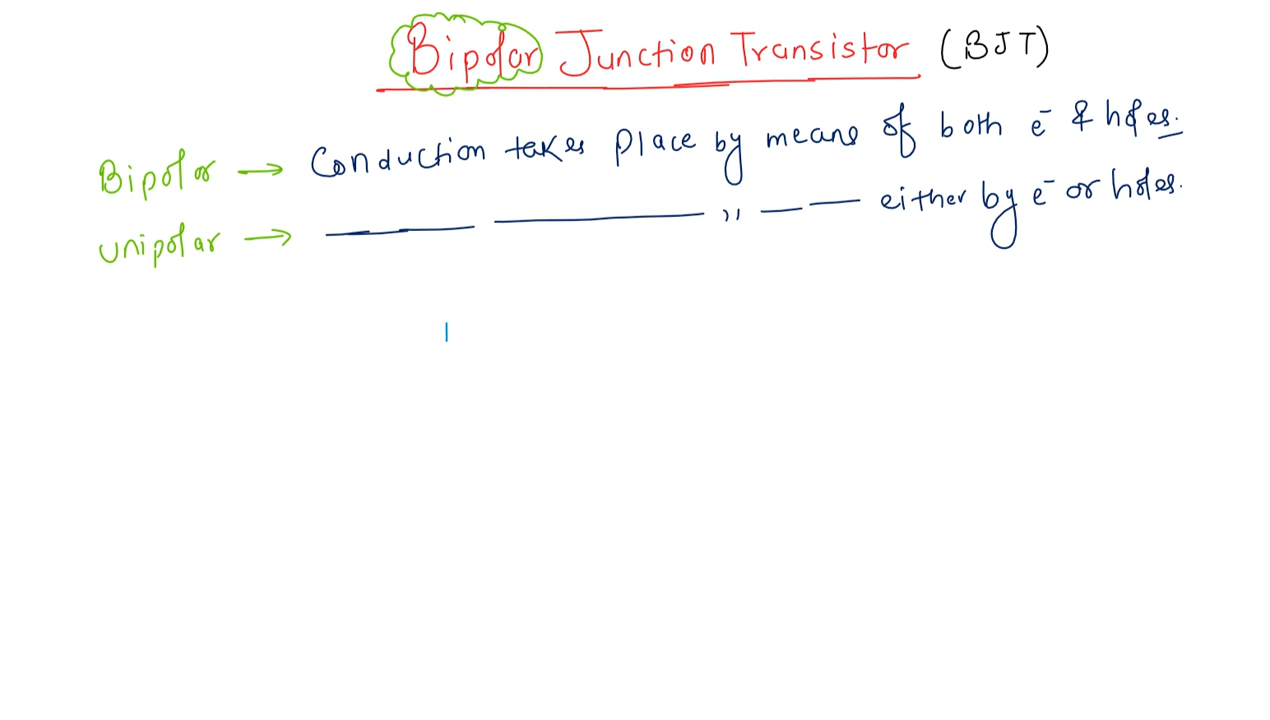 Bipolar Junction Transistor (BJT)
Bipolar → Conduction takes place by means of both e⁻ & holes.
unipolar → —— —— " —— either by e⁻ or holes.